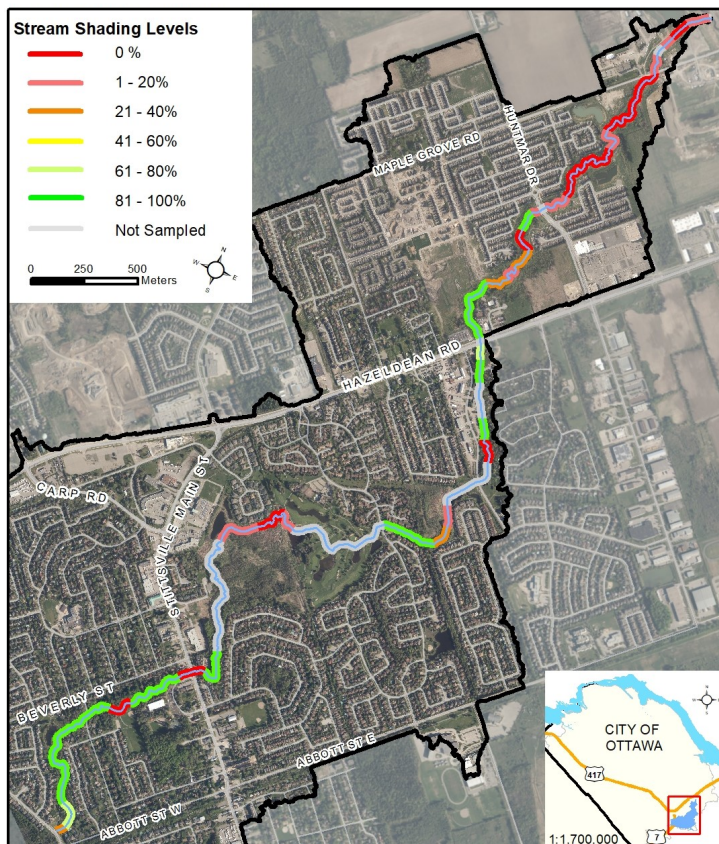 Stream Shading Levels
0 %
1 - 20%
21 - 40%
41 - 60%
61 - 80%
81 - 100%
Not Sampled
0 250 500
Meters
N
W
E
S
HUNTMAR DR
MAPLE GROVE RD
HAZELDEAN RD
CARP RD
STITTSVILLE MAIN ST
BEVERLY ST
ABBOTT ST E
ABBOTT ST W
CITY OF
OTTAWA
417
7
1:1,700,000